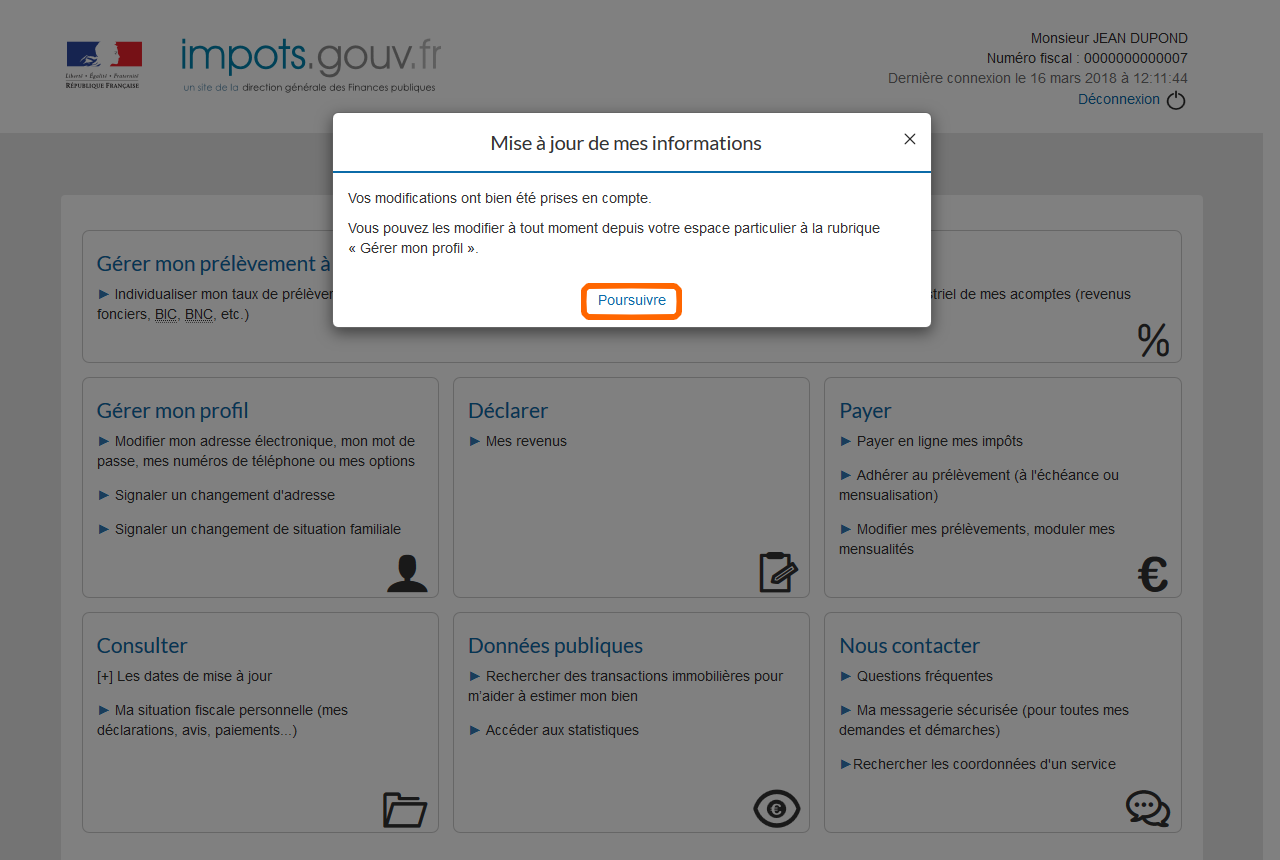 Liberté • Égalité • Fraternité
RÉPUBLIQUE FRANÇAISE
impots.gouv.fr
un site de la direction générale des Finances publiques
Monsieur JEAN DUPOND
Numéro fiscal : 0000000000007
Dernière connexion le 16 mars 2018 à 12:11:44
Déconnexion
Mise à jour de mes informations
×
Vos modifications ont bien été prises en compte.
Vous pouvez les modifier à tout moment depuis votre espace particulier à la rubrique
« Gérer mon profil ».
Poursuivre
Gérer mon prélèvement à
► Individualiser mon taux de prélèver
fonciers, BIC, BNC, etc.)
striel de mes acomptes (revenus
%
Gérer mon profil
► Modifier mon adresse électronique, mon mot de
passe, mes numéros de téléphone ou mes options
► Signaler un changement d'adresse
► Signaler un changement de situation familiale
Déclarer
► Mes revenus
Payer
► Payer en ligne mes impôts
► Adhérer au prélèvement (à l'échéance ou
mensualisation)
► Modifier mes prélèvements, moduler mes
mensualités
€
Consulter
[+] Les dates de mise à jour
► Ma situation fiscale personnelle (mes
déclarations, avis, paiements...)
Données publiques
► Rechercher des transactions immobilières pour
m'aider à estimer mon bien
► Accéder aux statistiques
€
Nous contacter
► Questions fréquentes
► Ma messagerie sécurisée (pour toutes mes
demandes et démarches)
►Rechercher les coordonnées d'un service